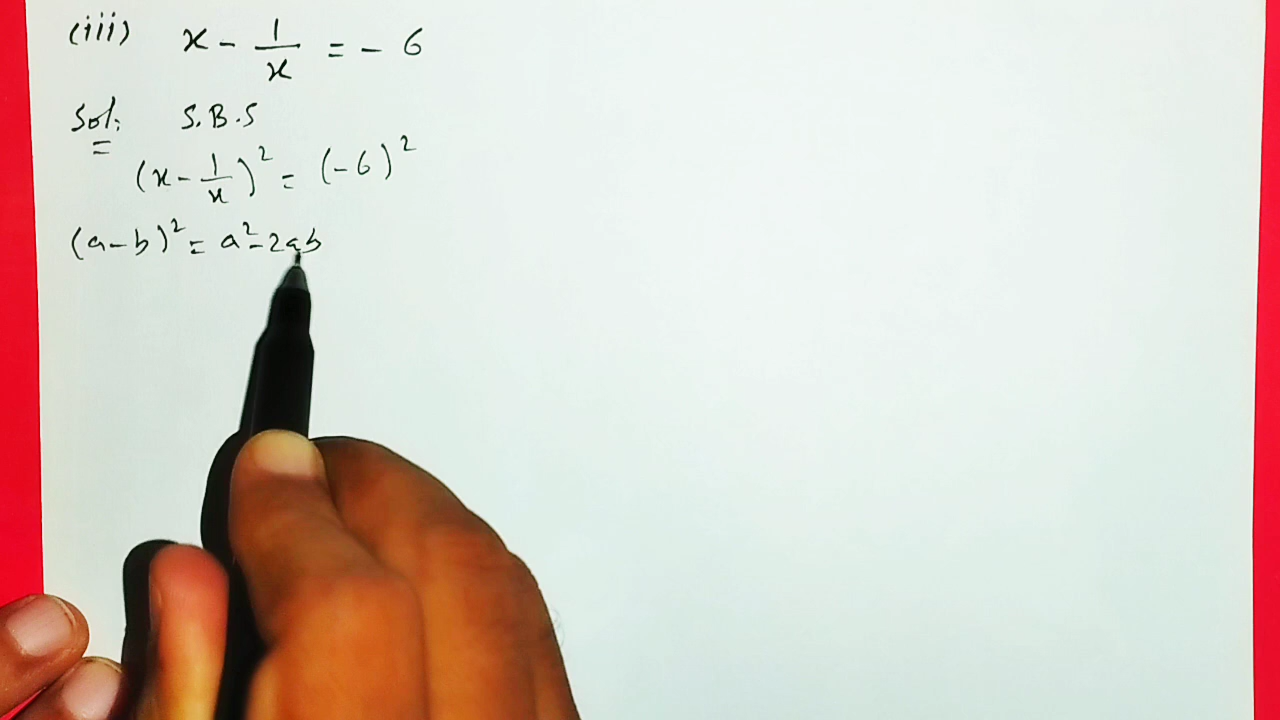 (iii) x - 1/x = - 6
Sol: S.B.S
(x - 1/x)² = (-6)²
(a-b)² = a² - 2ab